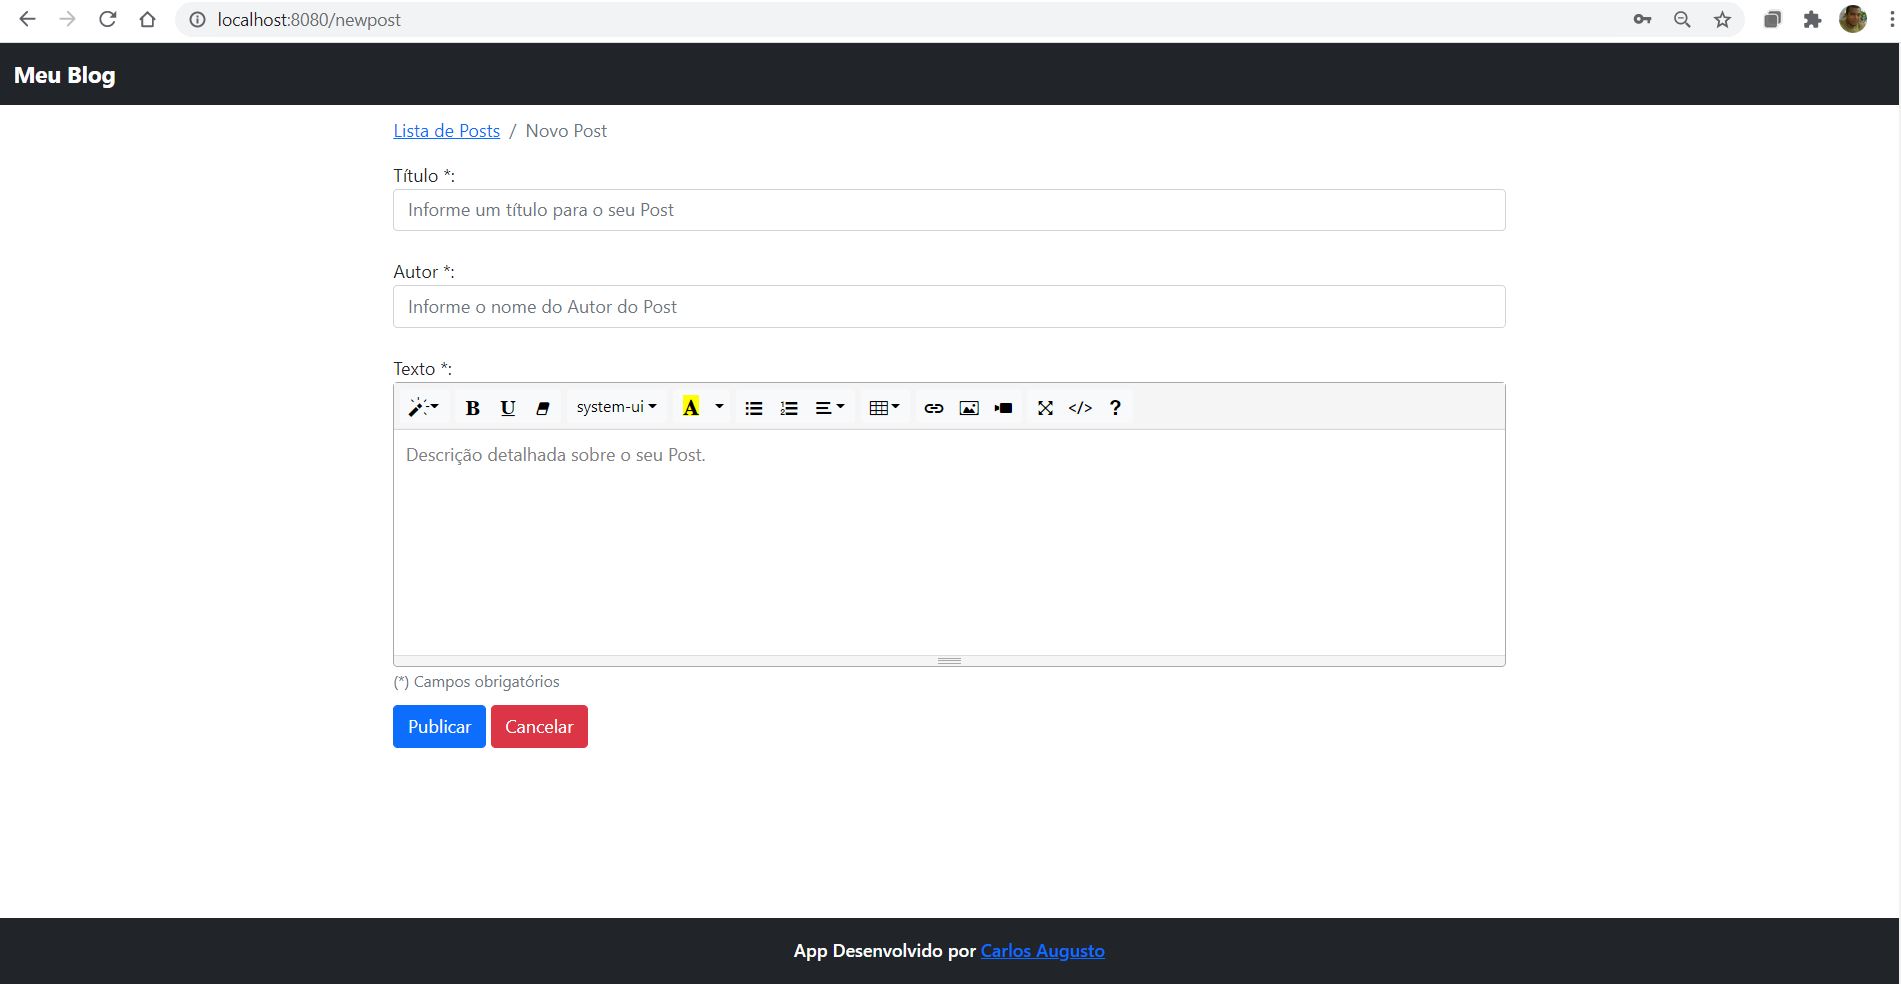 localhost:8080/newpost
Meu Blog
Lista de Posts / Novo Post
Título *:
Informe um título para o seu Post
Autor *:
Informe o nome do Autor do Post
Texto *:
B U system-ui A </> ?
Descrição detalhada sobre o seu Post.
(*) Campos obrigatórios
Publicar Cancelar
App Desenvolvido por Carlos Augusto